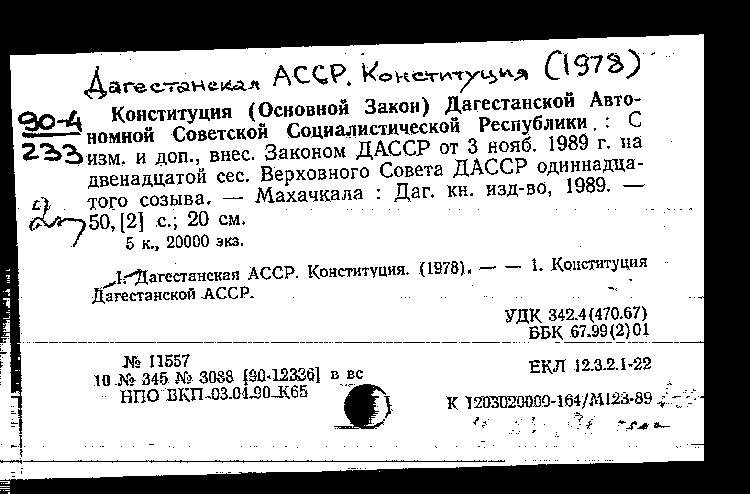 Дагестанская АССР. Конституция (1978)
90-4
233
Конституция (Основной Закон) Дагестанской Авто-
номной Советской Социалистической Республики. : С
изм. и доп., внес. Законом ДАССР от 3 нояб. 1989 г. на
двенадцатой сес. Верховного Совета ДАССР одиннадца-
того созыва. — Махачкала : Даг. кн. изд-во, 1989. —
50, [2] с.; 20 см.
5 к., 20000 экз.
1. Дагестанская АССР. Конституция. (1978). — — 1. Конституция
Дагестанской АССР.
УДК 342.4(470.67)
ББК 67.99(2)01
№ 11557
10 № 345 № 3088 [90-12336] в вс
НПО ВКП-03.04.90 К65
ЕКЛ 12.3.2.1-22
К 1203020000-164/М123-89